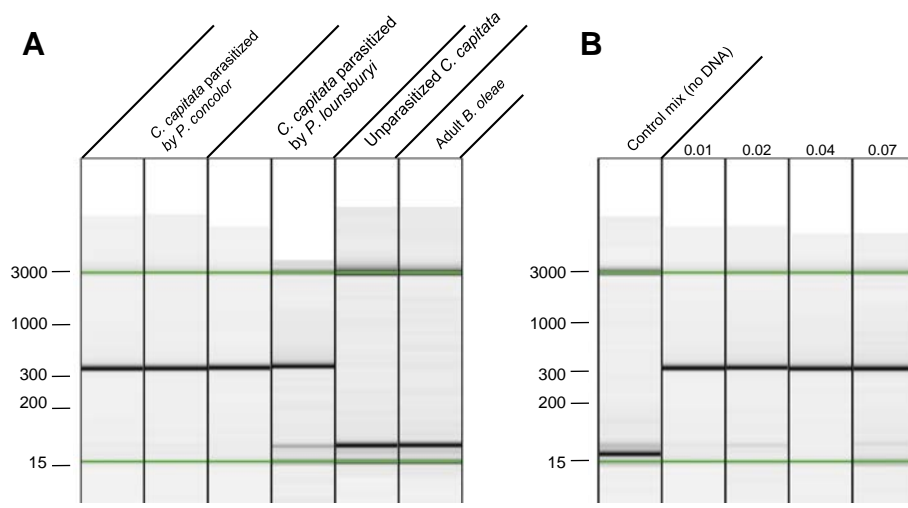 A
C. capitata parasitized
by P. concolor
C. capitata parasitized
by P. lounsburyi
Unparasitized C. capitata
Adult B. oleae
3000
1000
300
200
15
B
Control mix (no DNA)
0.01
0.02
0.04
0.07
3000
1000
300
200
15